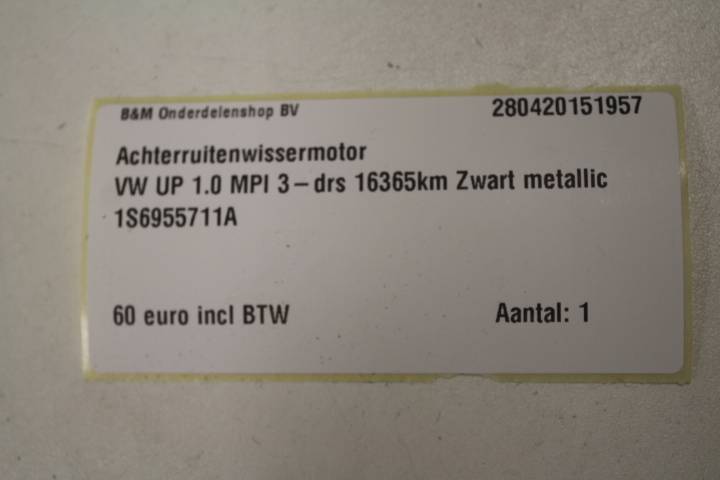 B&M Onderdelenshop BV 280420151957
Achterruitenwissermotor
VW UP 1.0 MPI 3-drs 16365km Zwart metallic
1S6955711A
60 euro incl BTW Aantal: 1